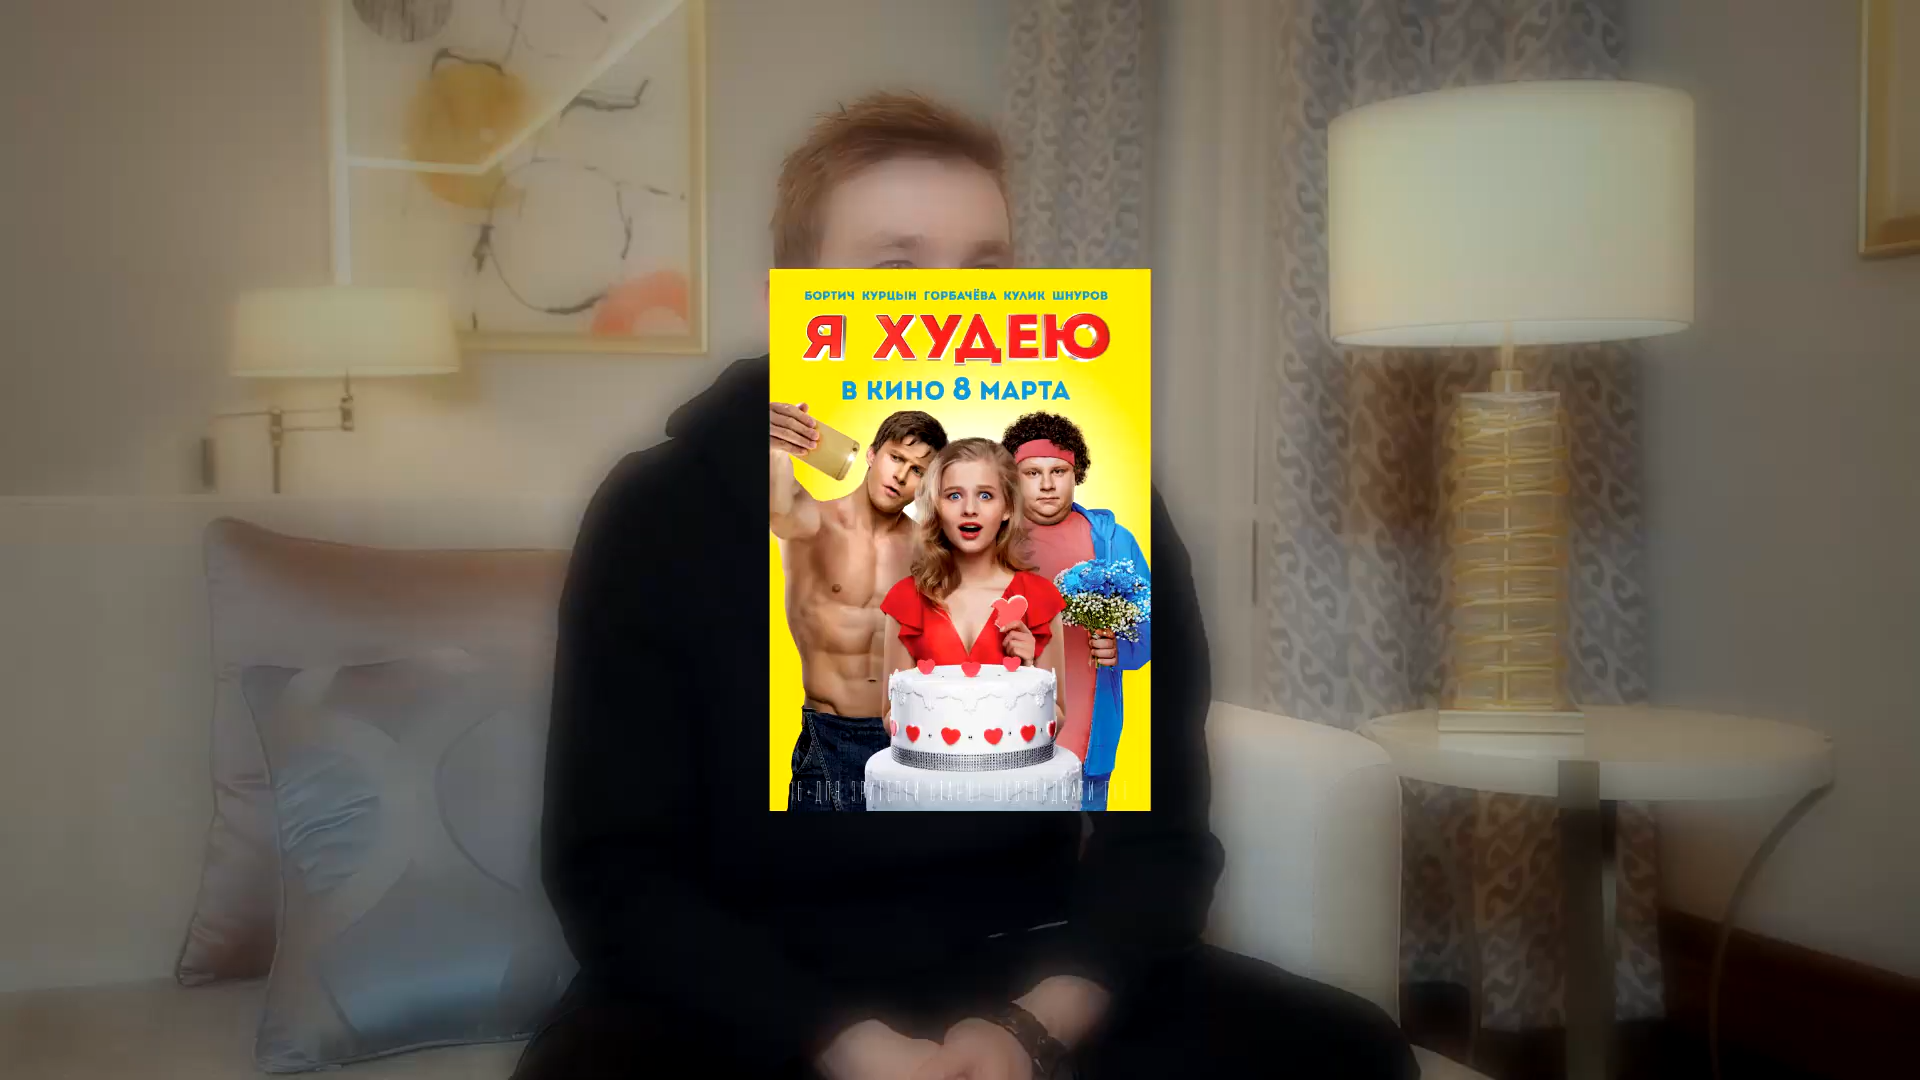 БОРТИЧ КУРЦЫН ГОРБАЧЁВА КУЛИК ШНУРОВ
Я ХУДЕЮ
В КИНО 8 МАРТА